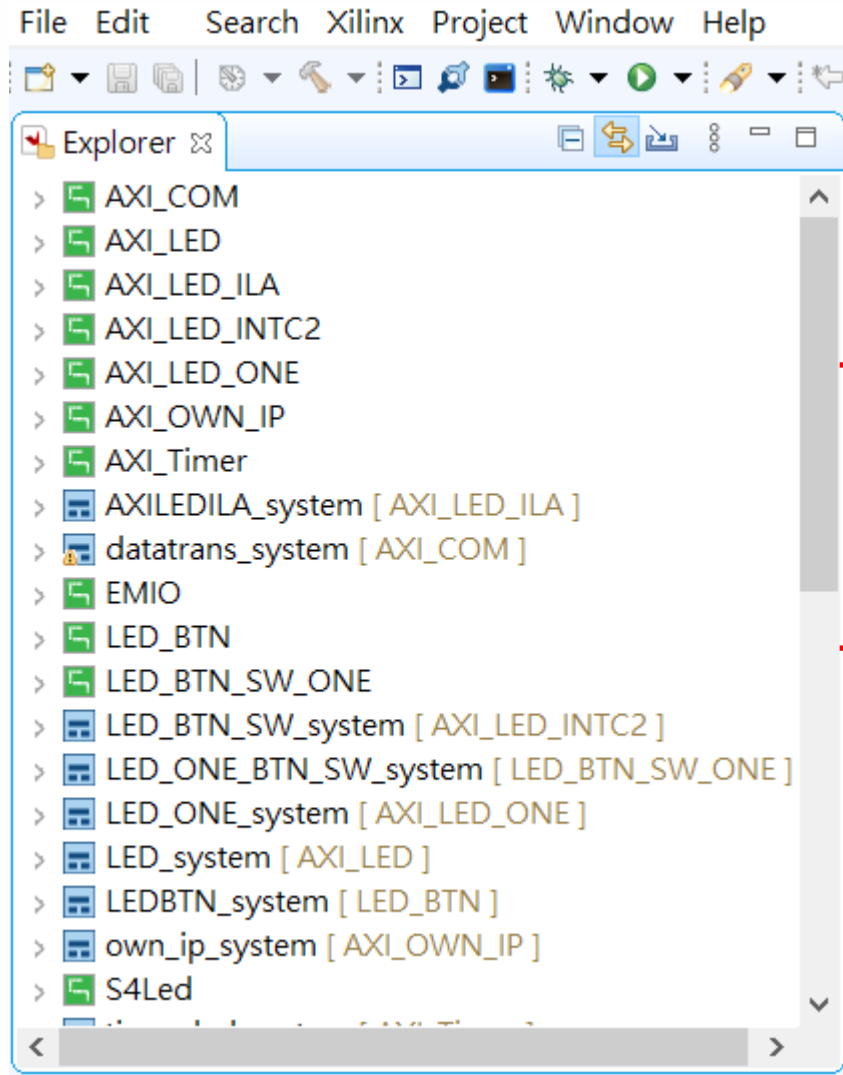 File Edit Search Xilinx Project Window Help
Explorer
AXI_COM
AXI_LED
AXI_LED_ILA
AXI_LED_INTC2
AXI_LED_ONE
AXI_OWN_IP
AXI_Timer
AXILEDILA_system [ AXI_LED_ILA ]
datatrans_system [ AXI_COM ]
EMIO
LED_BTN
LED_BTN_SW_ONE
LED_BTN_SW_system [ AXI_LED_INTC2 ]
LED_ONE_BTN_SW_system [ LED_BTN_SW_ONE ]
LED_ONE_system [ AXI_LED_ONE ]
LED_system [ AXI_LED ]
LEDBTN_system [ LED_BTN ]
own_ip_system [ AXI_OWN_IP ]
S4Led